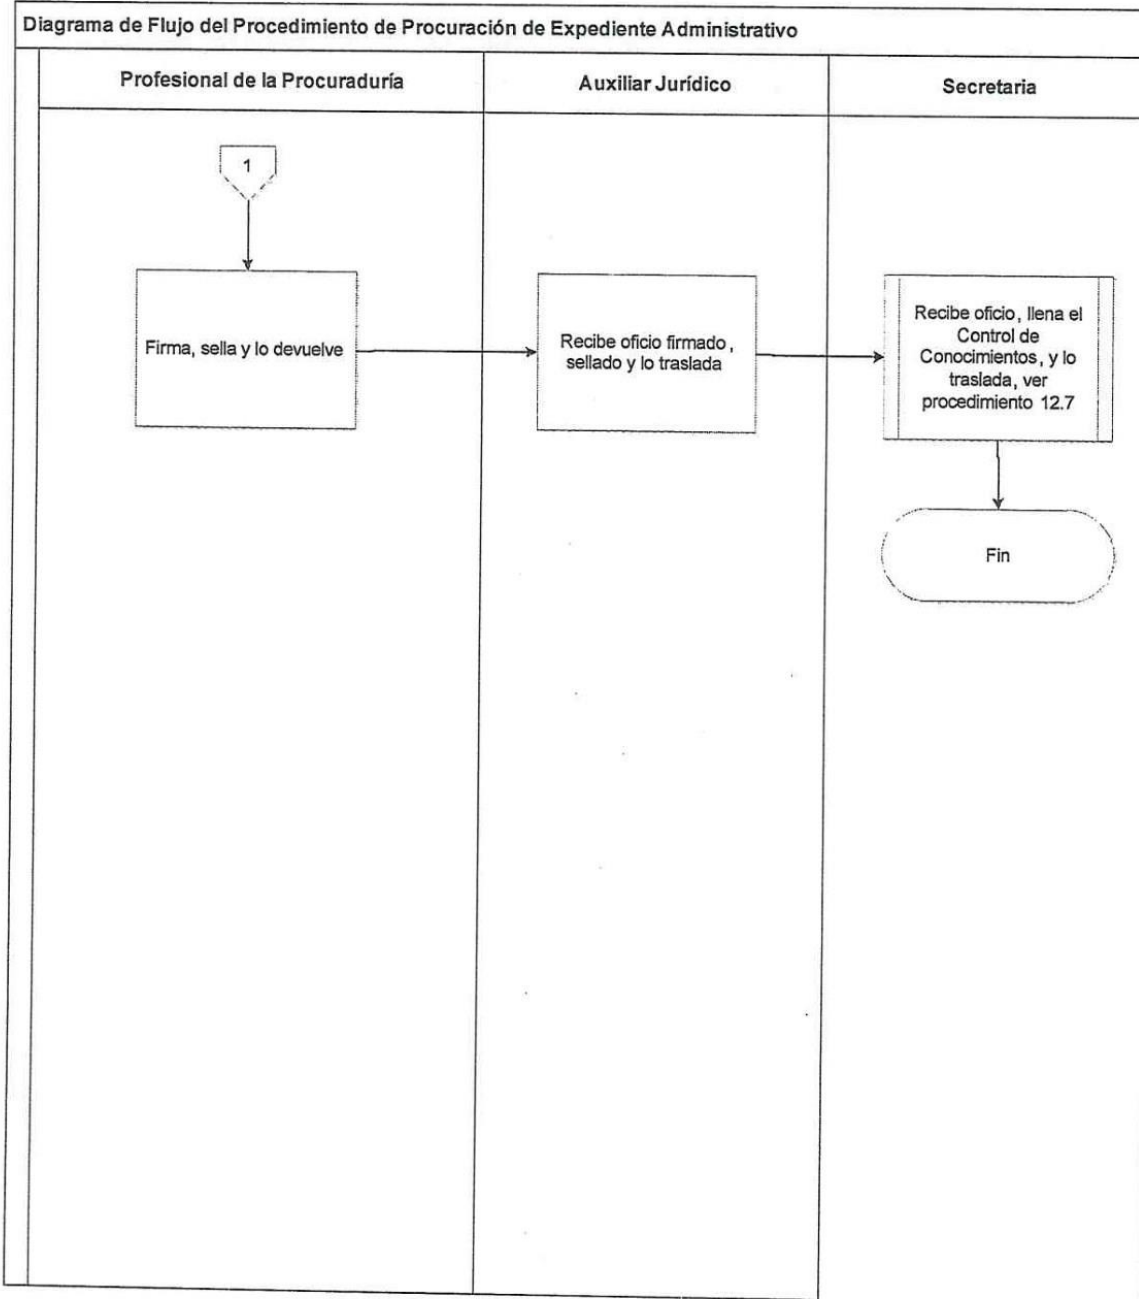 Diagrama de Flujo del Procedimiento de Procuración de Expediente Administrativo
Profesional de la Procuraduría
Auxiliar Jurídico
Secretaria
1
Firma, sella y lo devuelve
Recibe oficio firmado,
sellado y lo traslada
Recibe oficio, llena el
Control de
Conocimientos, y lo
traslada, ver
procedimiento 12.7
Fin